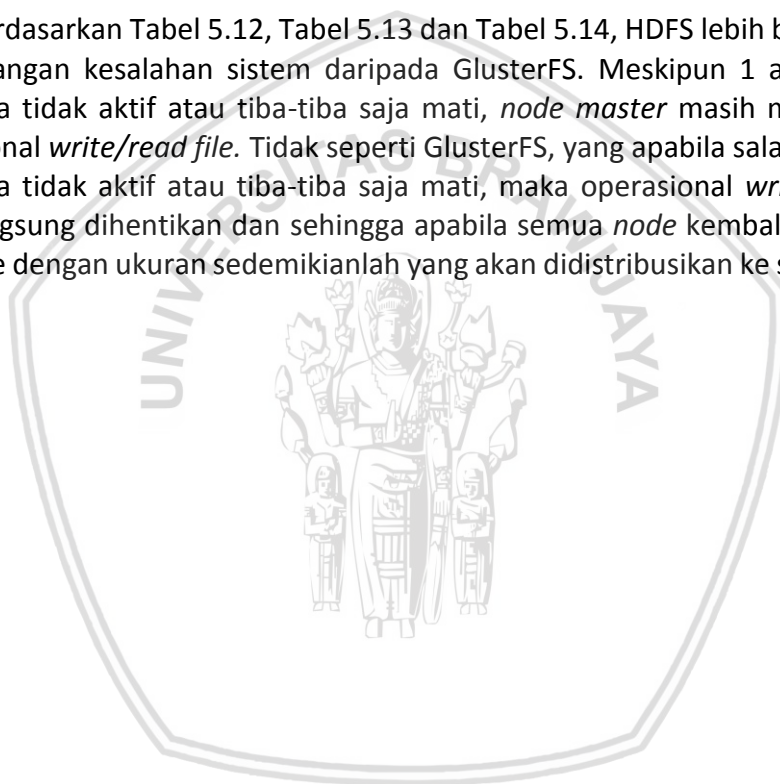 rdasarkan Tabel 5.12, Tabel 5.13 dan Tabel 5.14, HDFS lebih b
angan kesalahan sistem daripada GlusterFS. Meskipun 1 a
a tidak aktif atau tiba-tiba saja mati, node master masih m
onal write/read file. Tidak seperti GlusterFS, yang apabila sala
a tidak aktif atau tiba-tiba saja mati, maka operasional wri
gsung dihentikan dan sehingga apabila semua node kembal
e dengan ukuran sedemikianlah yang akan didistribusikan ke s
UNIVERSITAS BRAWIJAYA